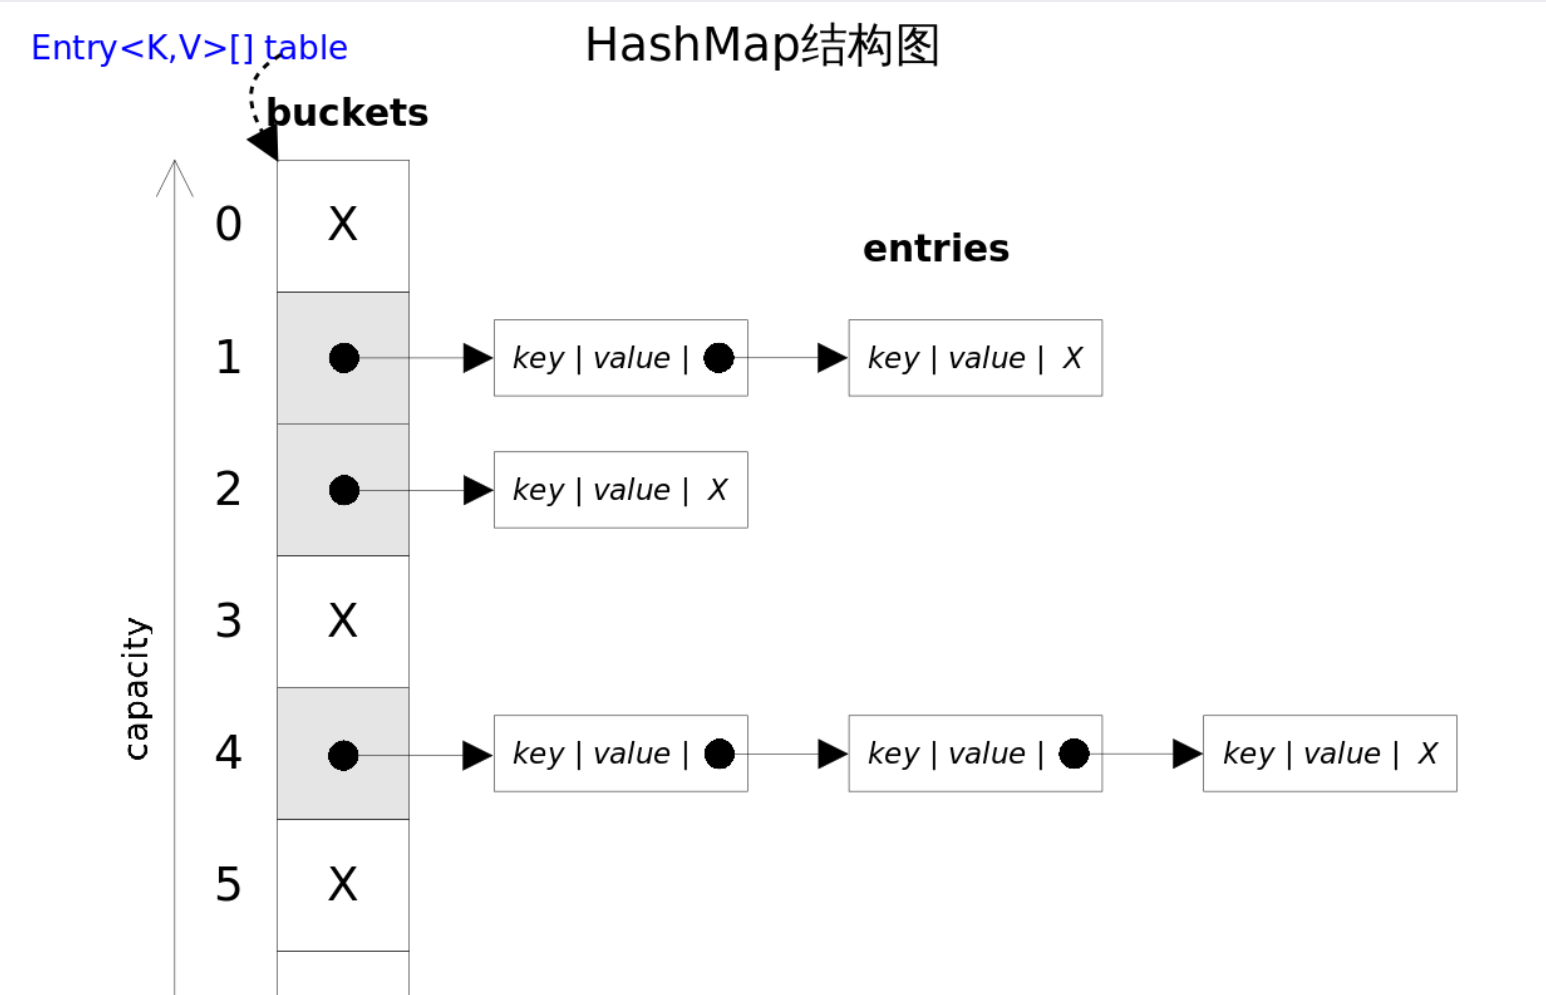 Entry<K,V>[] table
HashMap结构图
buckets
0
X
entries
1
key | value |
key | value | X
2
key | value | X
3
X
capacity
4
key | value |
key | value |
key | value | X
5
X